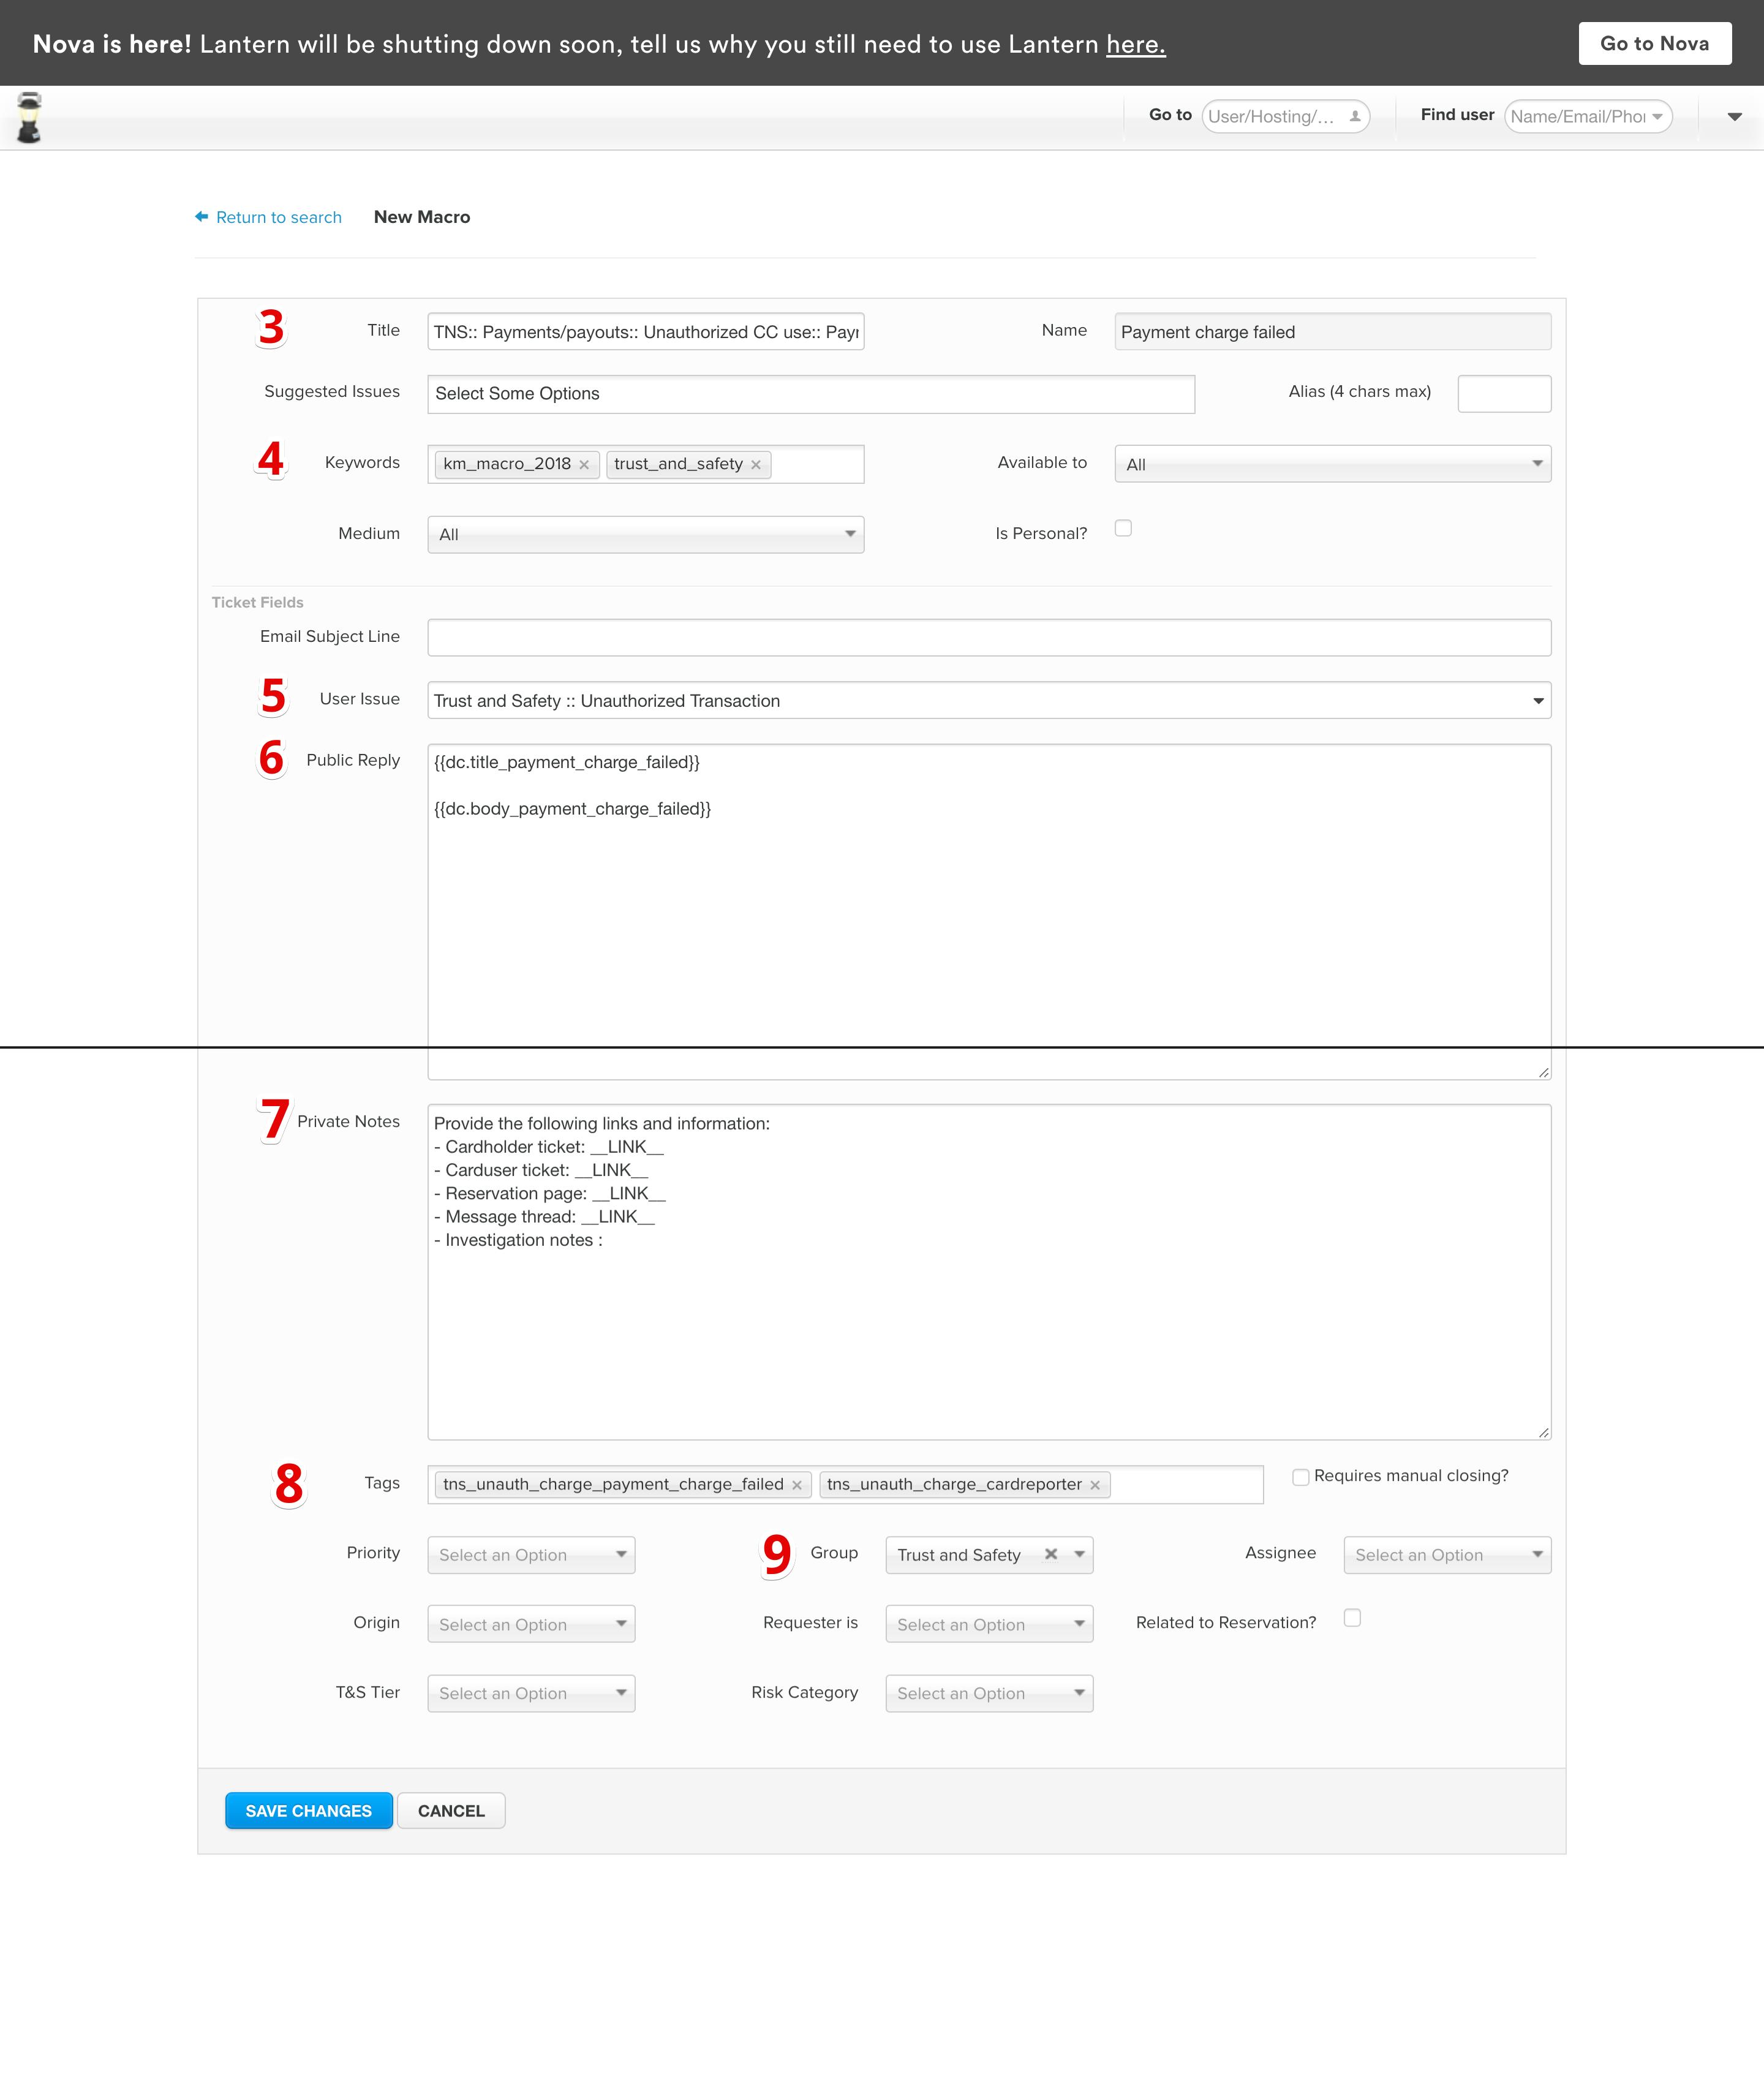 Nova is here! Lantern will be shutting down soon, tell us why you still need to use Lantern here.
Go to Nova
Go to User/Hosting/...
Find user Name/Email/Phor
Return to search New Macro
3 Title TNS:: Payments/payouts:: Unauthorized CC use:: Payr
Name Payment charge failed
Suggested Issues Select Some Options
Alias (4 chars max)
4 Keywords km_macro_2018 × trust_and_safety ×
Available to All
Medium All
Is Personal?
Ticket Fields
Email Subject Line
5 User Issue Trust and Safety :: Unauthorized Transaction
6 Public Reply {{dc.title_payment_charge_failed}}
{{dc.body_payment_charge_failed}}
7 Private Notes Provide the following links and information:
- Cardholder ticket: __LINK__
- Carduser ticket: __LINK__
- Reservation page: __LINK__
- Message thread: __LINK__
- Investigation notes :
8 Tags tns_unauth_charge_payment_charge_failed × tns_unauth_charge_cardreporter ×
Requires manual closing?
Priority Select an Option
9 Group Trust and Safety ×
Assignee Select an Option
Origin Select an Option
Requester is Select an Option
Related to Reservation?
T&S Tier Select an Option
Risk Category Select an Option
SAVE CHANGES CANCEL